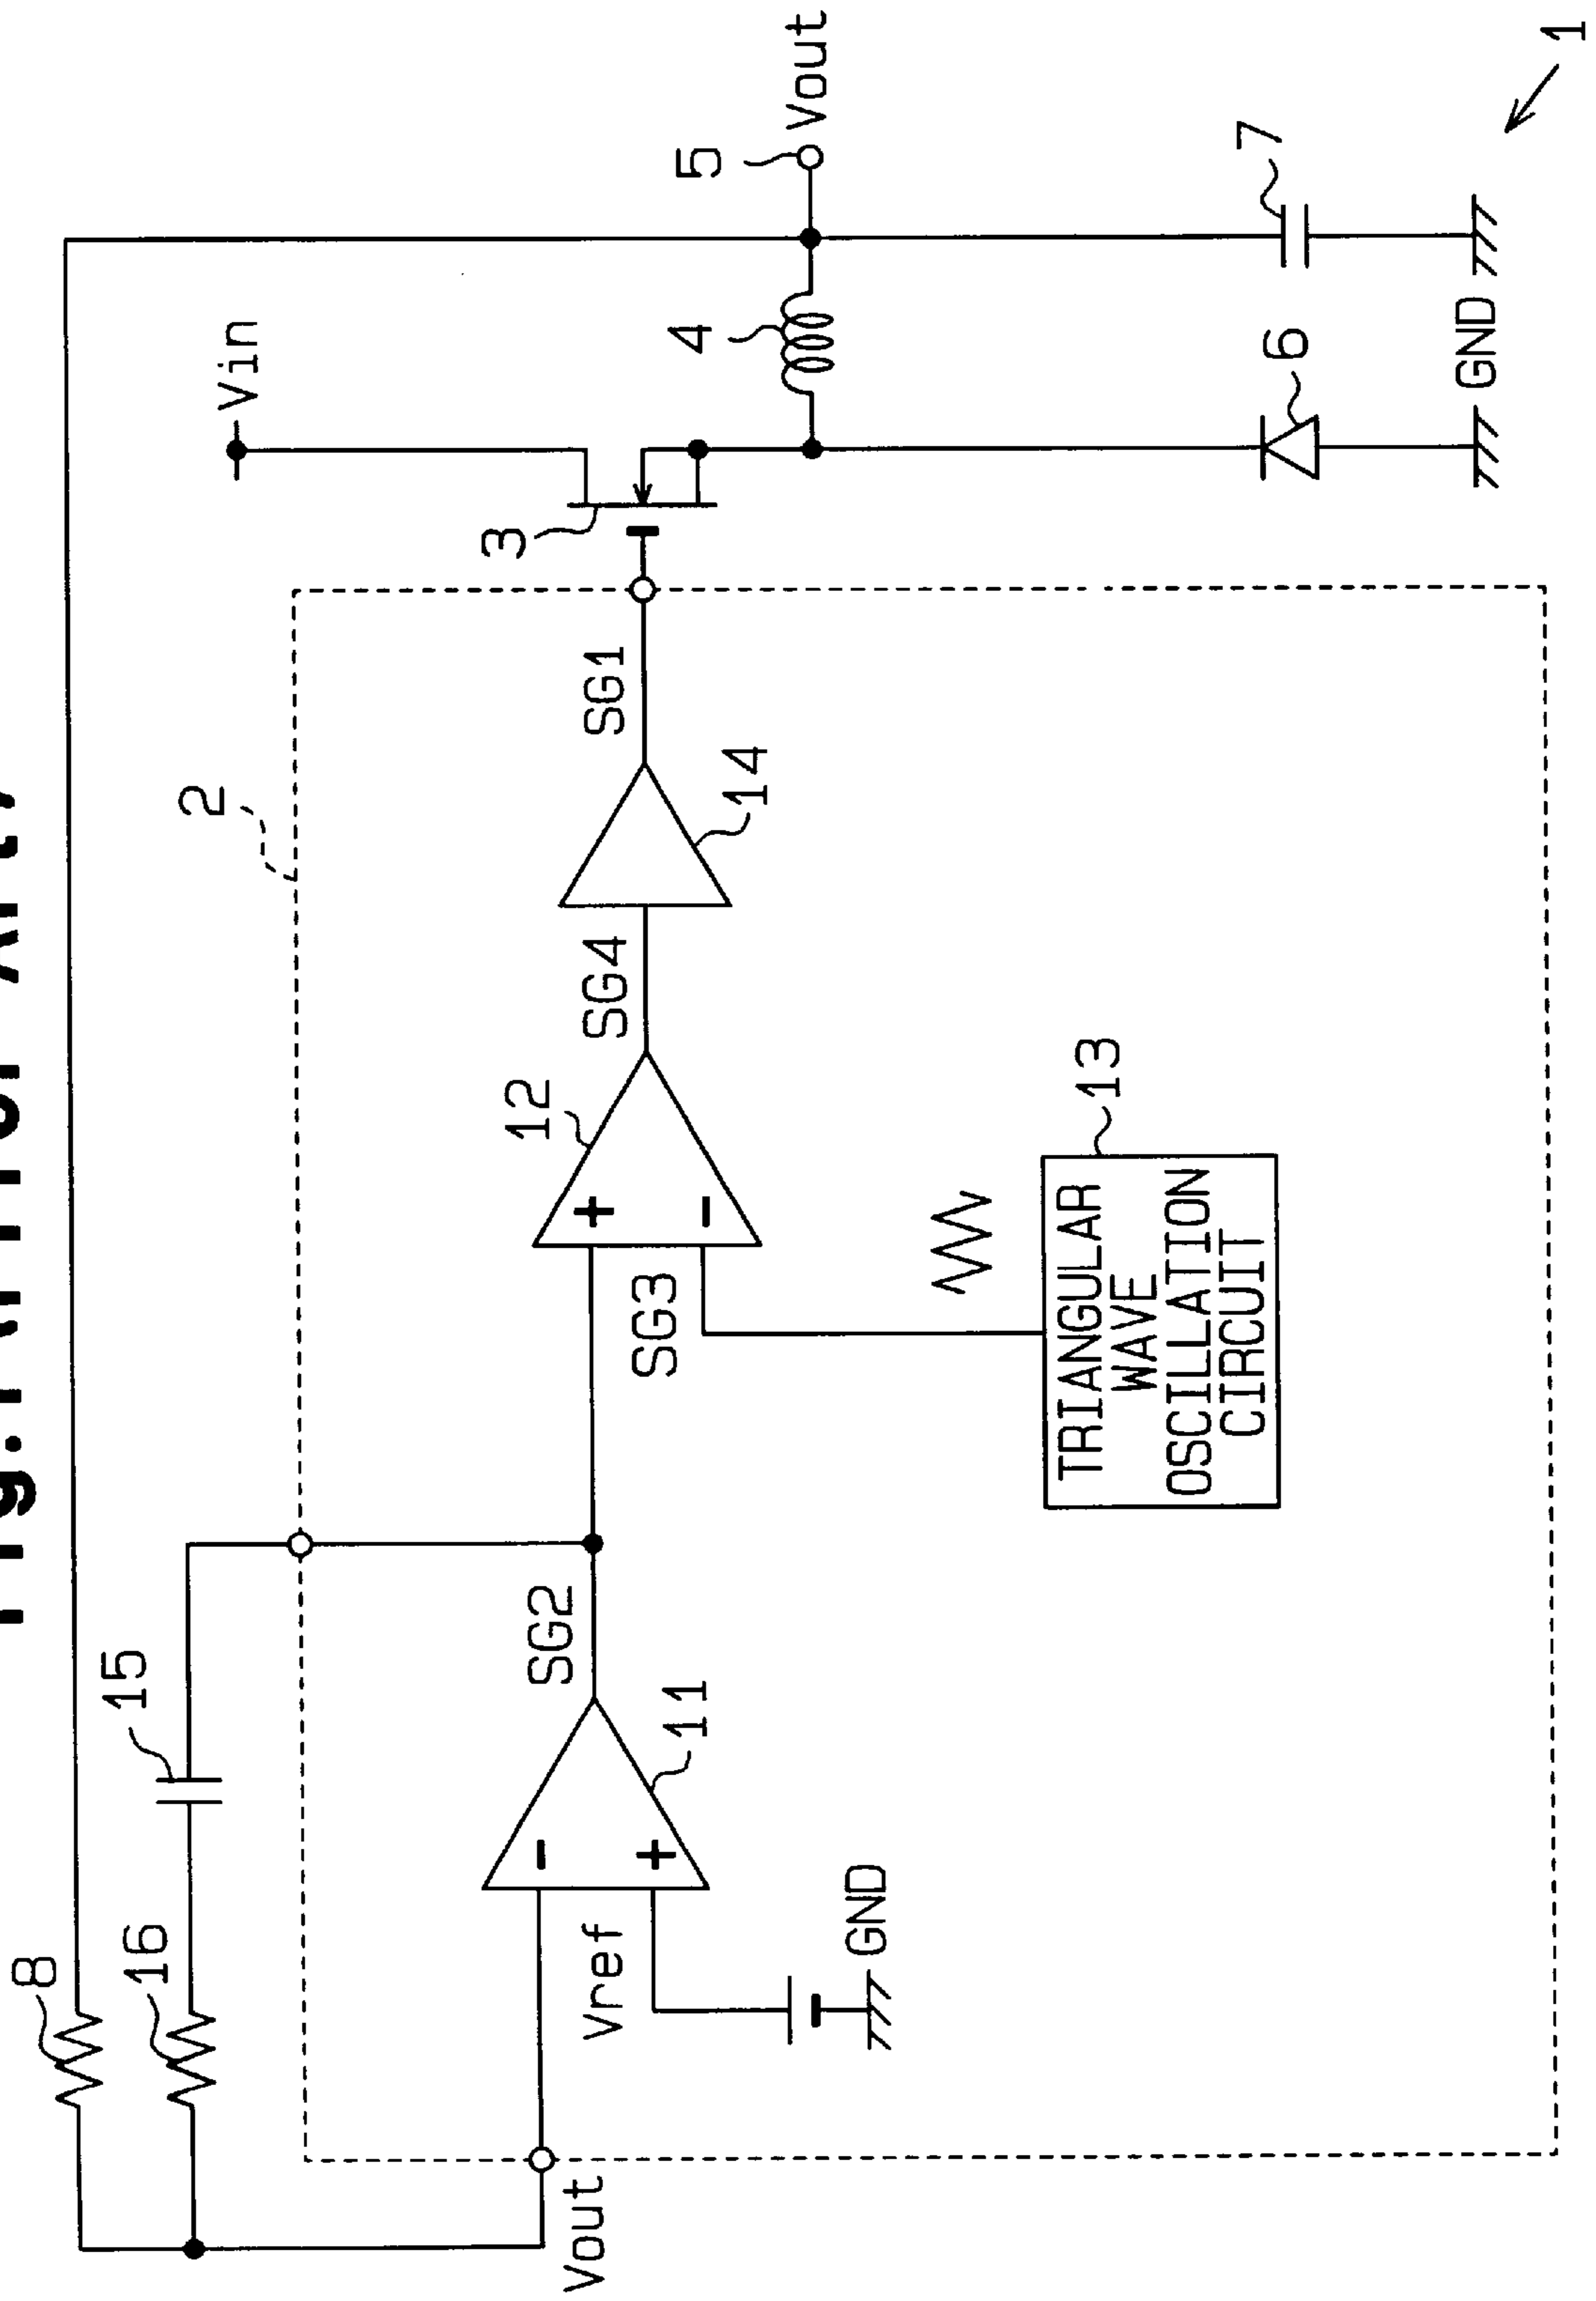 8
16
15
2
Vin
Vout
Vref
GND
11
SG2
SG3
12
SG4
14
SG1
3
4
5
Vout
TRIANGULAR
WAVE
OSCILLATION
CIRCUIT
13
6
7
GND
1